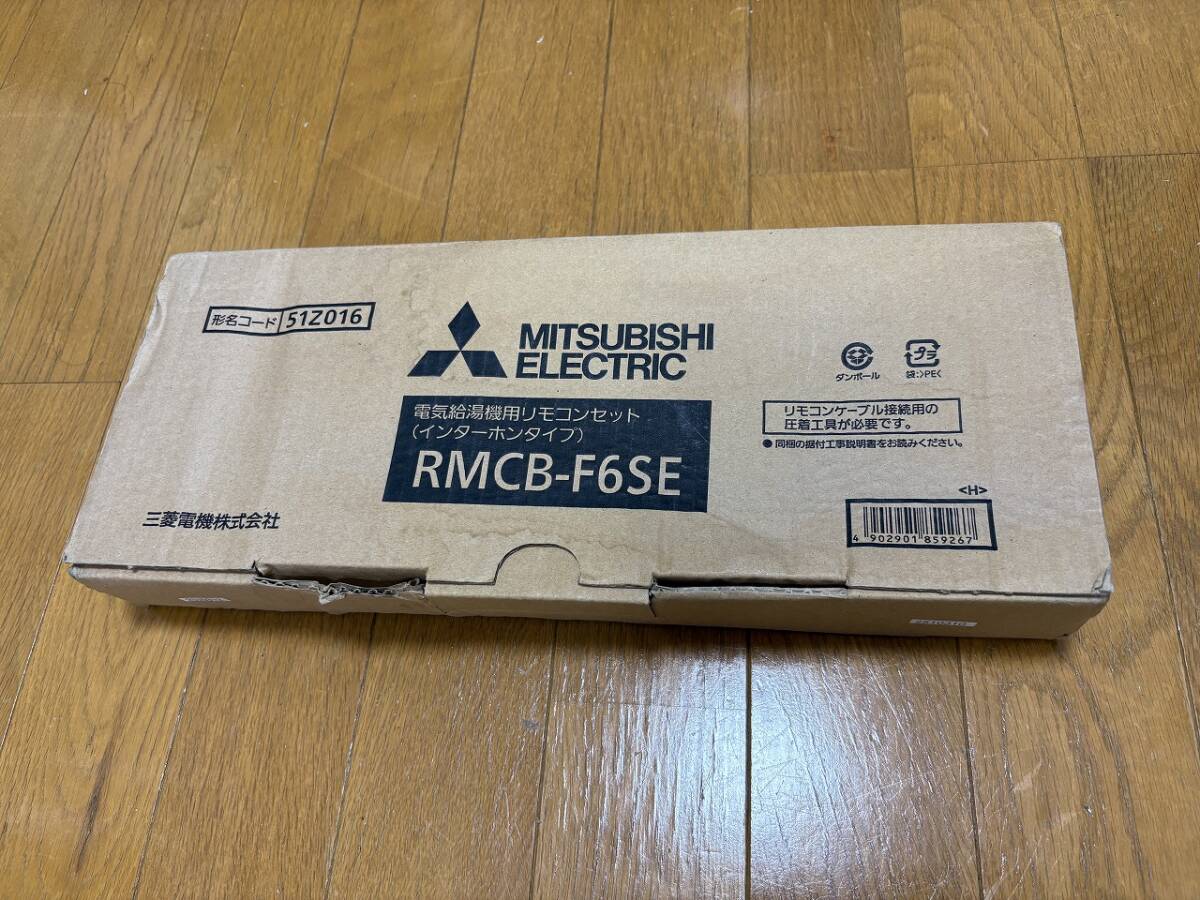 形名コード 51Z016
MITSUBISHI
ELECTRIC
ダンボール
プラ
袋:>PE<
電気給湯機用リモコンセット
(インターホンタイプ)
RMCB-F6SE
リモコンケーブル接続用の
圧着工具が必要です。
●同梱の据付工事説明書をお読みください。
<H>
4 902901 859267
三菱電機株式会社